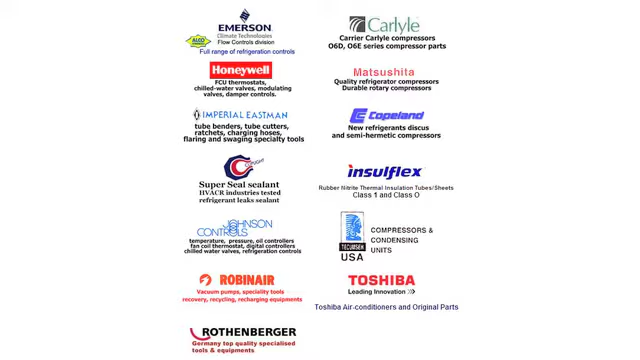 EMERSON
Climate Technologies
ALCO
Flow Controls division
Full range of refrigeration controls
Carlyle
Carrier Carlyle compressors
O6D, O6E series compressor parts
Honeywell
FCU thermostats,
chilled-water valves, modulating
valves, damper controls.
Matsushita
Quality refrigerator compressors
Durable rotary compressors
IMPERIAL EASTMAN
tube benders, tube cutters,
ratchets, charging hoses,
flaring and swaging specialty tools
Copeland
New refrigerants discus
and semi-hermetic compressors
Super Seal sealant
HVACR industries tested
refrigerant leaks sealant
insulflex
Rubber Nitrite Thermal Insulation Tubes/Sheets
Class 1 and Class O
JOHNSON
CONTROLS
temperature, pressure, oil controllers
fan coil thermostat, digital controllers
chilled water valves, refrigeration controls
TECUMSEH
USA
COMPRESSORS &
CONDENSING
UNITS
ROBINAIR
Vacuum pumps, speciality tools
recovery, recycling, recharging equipments
TOSHIBA
Leading Innovation >>>
Toshiba Air-conditioners and Original Parts
ROTHENBERGER
Germany top quality specialised
tools & equipments